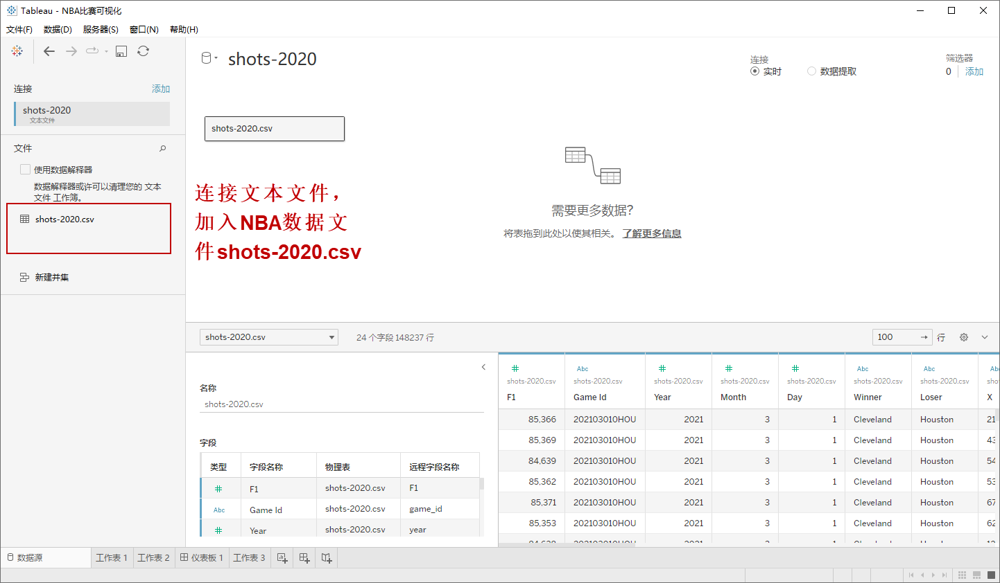 Tableau - NBA比赛可视化
文件(F) 数据(D) 服务器(S) 窗口(N) 帮助(H)
shots-2020
连接 筛选器
实时 数据提取 0 添加
连接 添加
shots-2020
文本文件
shots-2020.csv
文件
使用数据解释器
数据解释器或许可以清理您的 文本
文件 工作簿。
shots-2020.csv
新建并集
连接文本文件，
加入NBA数据文
件shots-2020.csv
需要更多数据?
将表拖到此处以使其相关。 了解更多信息
shots-2020.csv 24 个字段 148237 行 100 行
名称
shots-2020.csv
字段
类型 字段名称 物理表 远程字段名称
F1 shots-2020.csv F1
Abc Game Id shots-2020.csv game_id
Year shots-2020.csv year
Abc Abc Abc Abc
shots-2020.csv shots-2020.csv shots-2020.csv shots-2020.csv shots-2020.csv shots-2020.csv shots-2020.csv
F1 Game Id Year Month Day Winner Loser X
85,366 202103010HOU 2021 3 1 Cleveland Houston 21
85,369 202103010HOU 2021 3 1 Cleveland Houston 43
84,639 202103010HOU 2021 3 1 Cleveland Houston 54
85,362 202103010HOU 2021 3 1 Cleveland Houston 53
85,371 202103010HOU 2021 3 1 Cleveland Houston 67
85,353 202103010HOU 2021 3 1 Cleveland Houston 62
数据源 工作表 1 工作表 2 仪表板 1 工作表 3